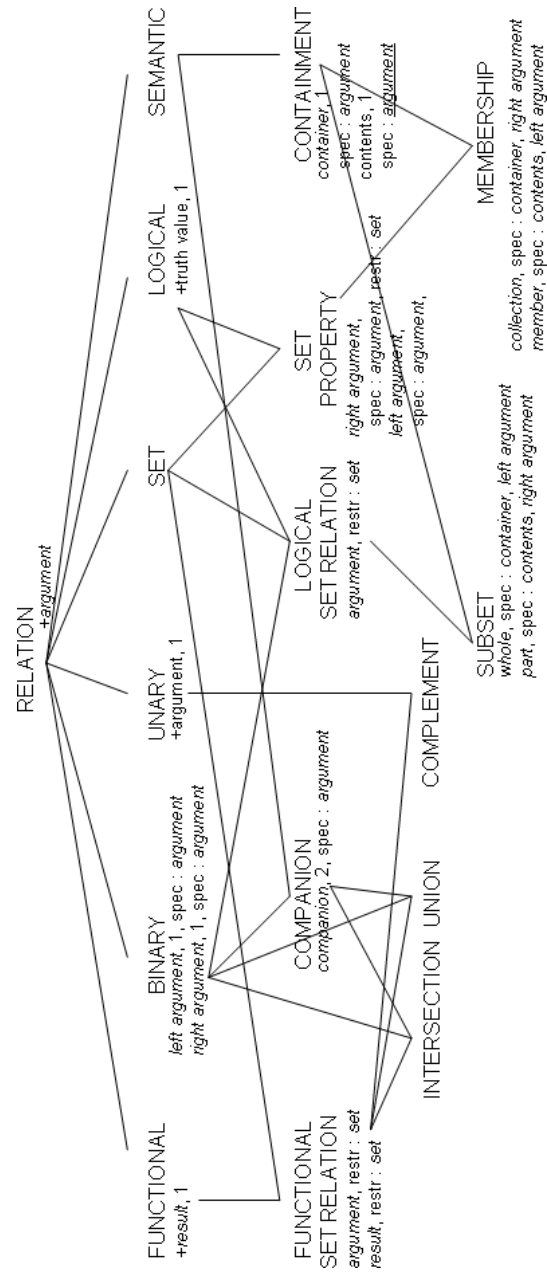 RELATION
+argument
FUNCTIONAL
+result, 1
BINARY
left argument, 1, spec : argument
right argument, 1, spec : argument
UNARY
+argument, 1
SET
LOGICAL
+truth value, 1
SEMANTIC
FUNCTIONAL
SET RELATION
argument, restr : set
result, restr : set
COMPANION
companion, 2, spec : argument
LOGICAL
SET RELATION
argument, restr : set
SET
PROPERTY
right argument,
spec : argument, restr : set
left argument,
spec : argument,
CONTAINMENT
container, 1
spec : argument
contents, 1
spec : argument
INTERSECTION
UNION
COMPLEMENT
SUBSET
whole, spec : container, left argument
part, spec : contents, right argument
MEMBERSHIP
collection, spec : container, right argument
member, spec : contents, left argument